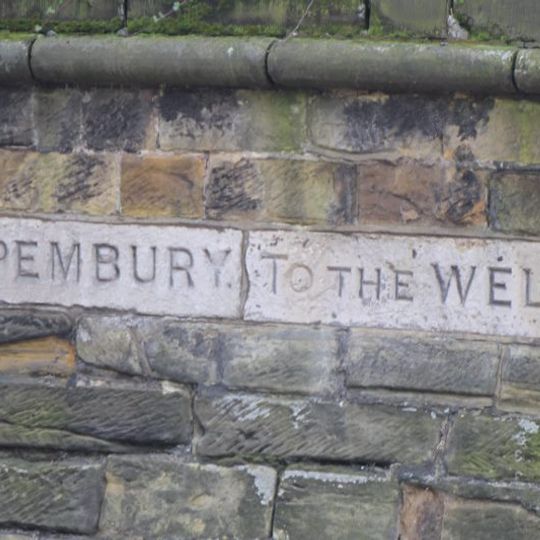 PEMBURY. TO THE WEL